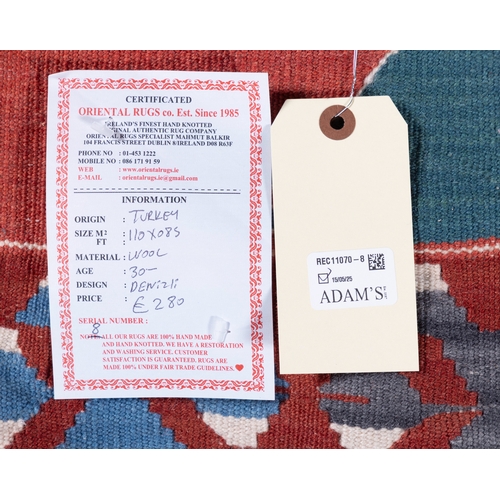 CERTIFICATED
ORIENTAL RUGS co. Est. Since 1985
IRELAND'S FINEST HAND KNOTTED
ORIGINAL AUTHENTIC RUG COMPANY
ORIENTAL RUGS SPECIALIST MAHMUT BALKIR
104 FRANCIS STREET DUBLIN 8/IRELAND D08 R63F
PHONE NO : 01-453 1222
MOBILE NO : 086 171 91 59
WEB : www.orientalrugs.ie
E-MAIL : orientalrugs.ie@gmail.com
INFORMATION
ORIGIN : TURKEY
SIZE M² : 110X085
FT :
MATERIAL : WOOL
AGE : 30-
DESIGN : DENIZLI
PRICE : € 280
SERIAL NUMBER :
8
NOTE: ALL OUR RUGS ARE 100% HAND MADE
AND HAND KNOTTED. WE HAVE A RESTORATION
AND WASHING SERVICE, CUSTOMER
SATISFACTION IS GUARANTEED. RUGS ARE
MADE 100% UNDER FAIR TRADE GUIDELINES.
REC11070-8
15/05/25
ADAM'S